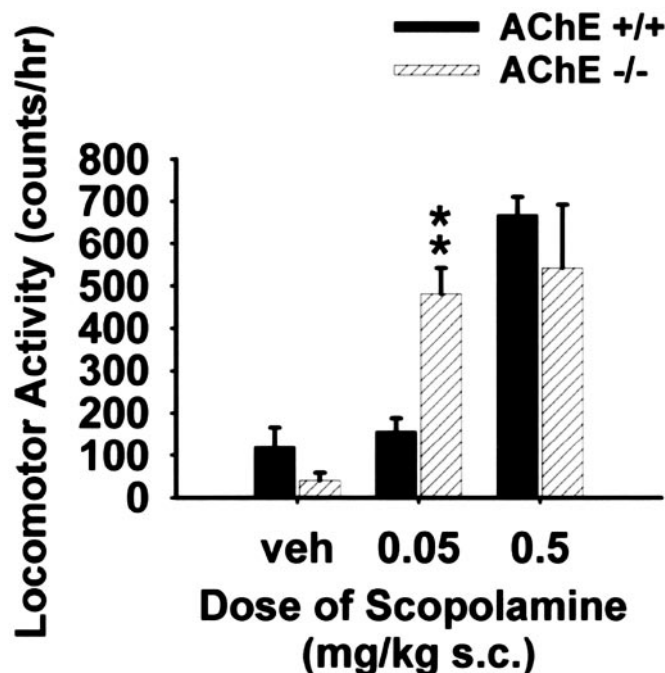 AChE +/+
AChE -/-
Locomotor Activity (counts/hr)
800
700
600
500
400
300
200
100
0
**
veh 0.05 0.5
Dose of Scopolamine
(mg/kg s.c.)